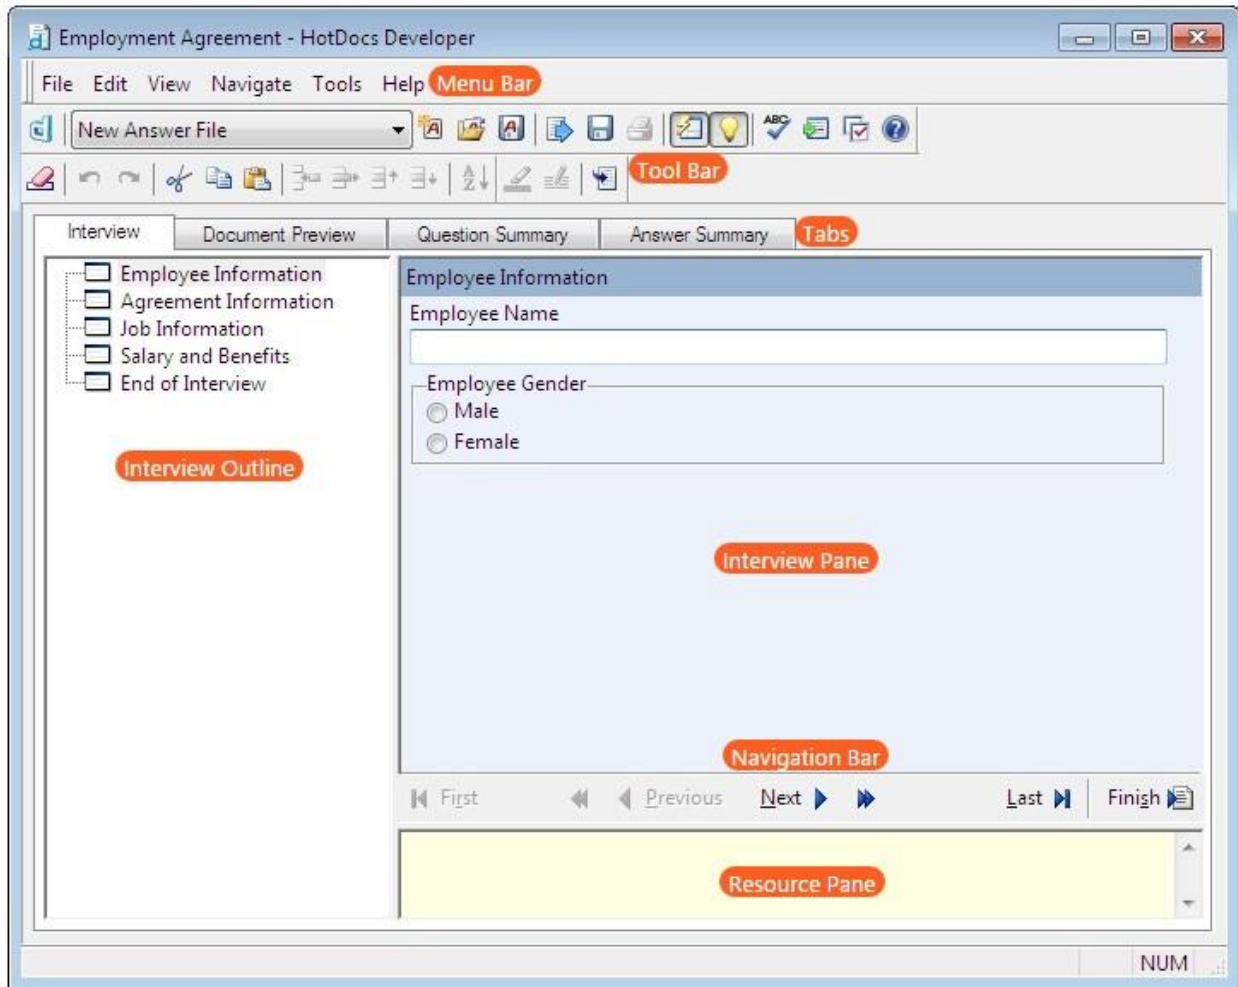 Employment Agreement - HotDocs Developer
File Edit View Navigate Tools Help Menu Bar
New Answer File ABC
Tool Bar
A Z
Interview Document Preview Question Summary Answer Summary Tabs
Employee Information
Agreement Information
Job Information
Salary and Benefits
End of Interview
Interview Outline
Employee Information
Employee Name
Employee Gender
Male
Female
Interview Pane
Navigation Bar
First Previous Next Last Finish
Resource Pane
NUM